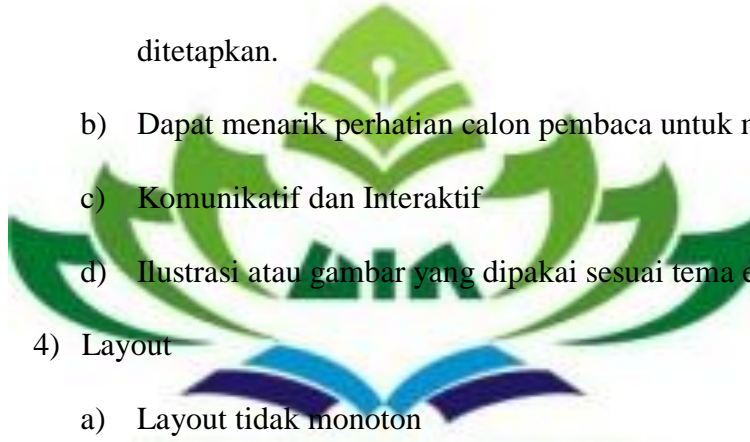 ditetapkan.
b) Dapat menarik perhatian calon pembaca untuk
c) Komunikatif dan Interaktif
d) Ilustrasi atau gambar yang dipakai sesuai tema
4) Layout
a) Layout tidak monoton